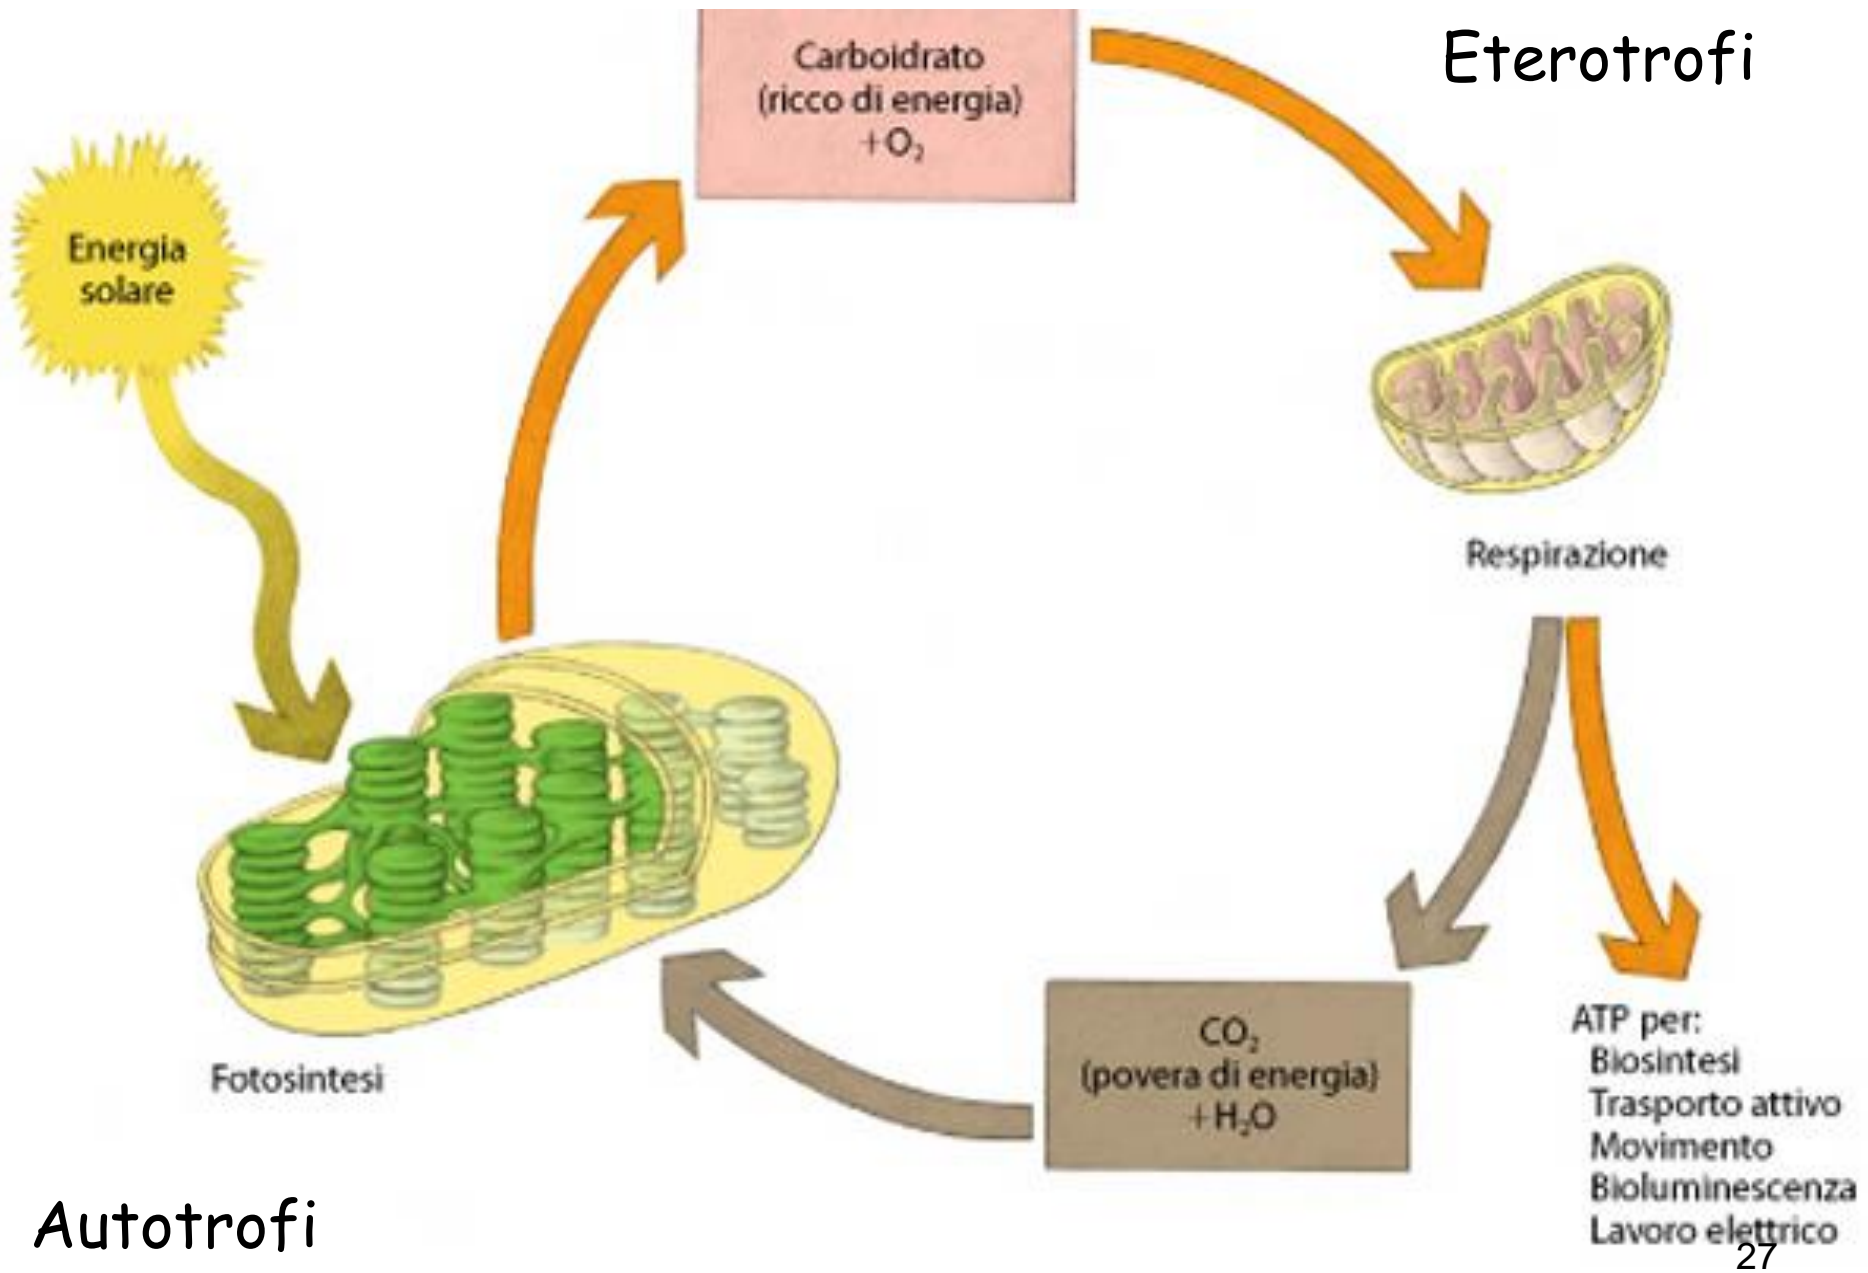 Carboidrato
(ricco di energia)
+O₂
Eterotrofi
Energia
solare
Respirazione
Fotosintesi
CO₂
(povera di energia)
+H₂O
ATP per:
Biosintesi
Trasporto attivo
Movimento
Bioluminescenza
Lavoro elettrico
Autotrofi
27